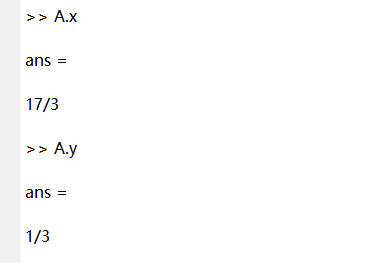 >> A.x
ans =
17/3
>> A.y
ans =
1/3